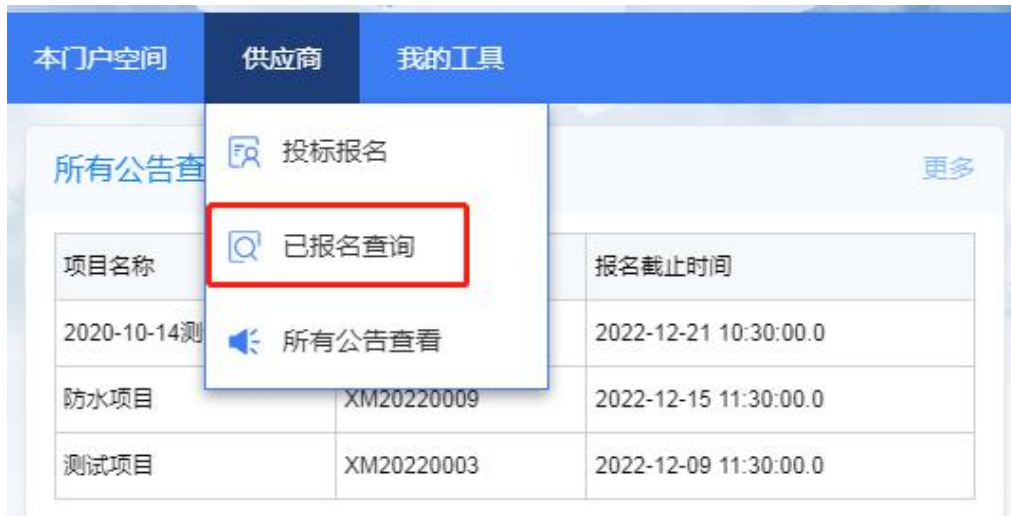 本门户空间 供应商 我的工具
投标报名
所有公告查 更多
已报名查询
项目名称 报名截止时间
所有公告查看
2020-10-14测 2022-12-21 10:30:00.0
防水项目 XM20220009 2022-12-15 11:30:00.0
测试项目 XM20220003 2022-12-09 11:30:00.0